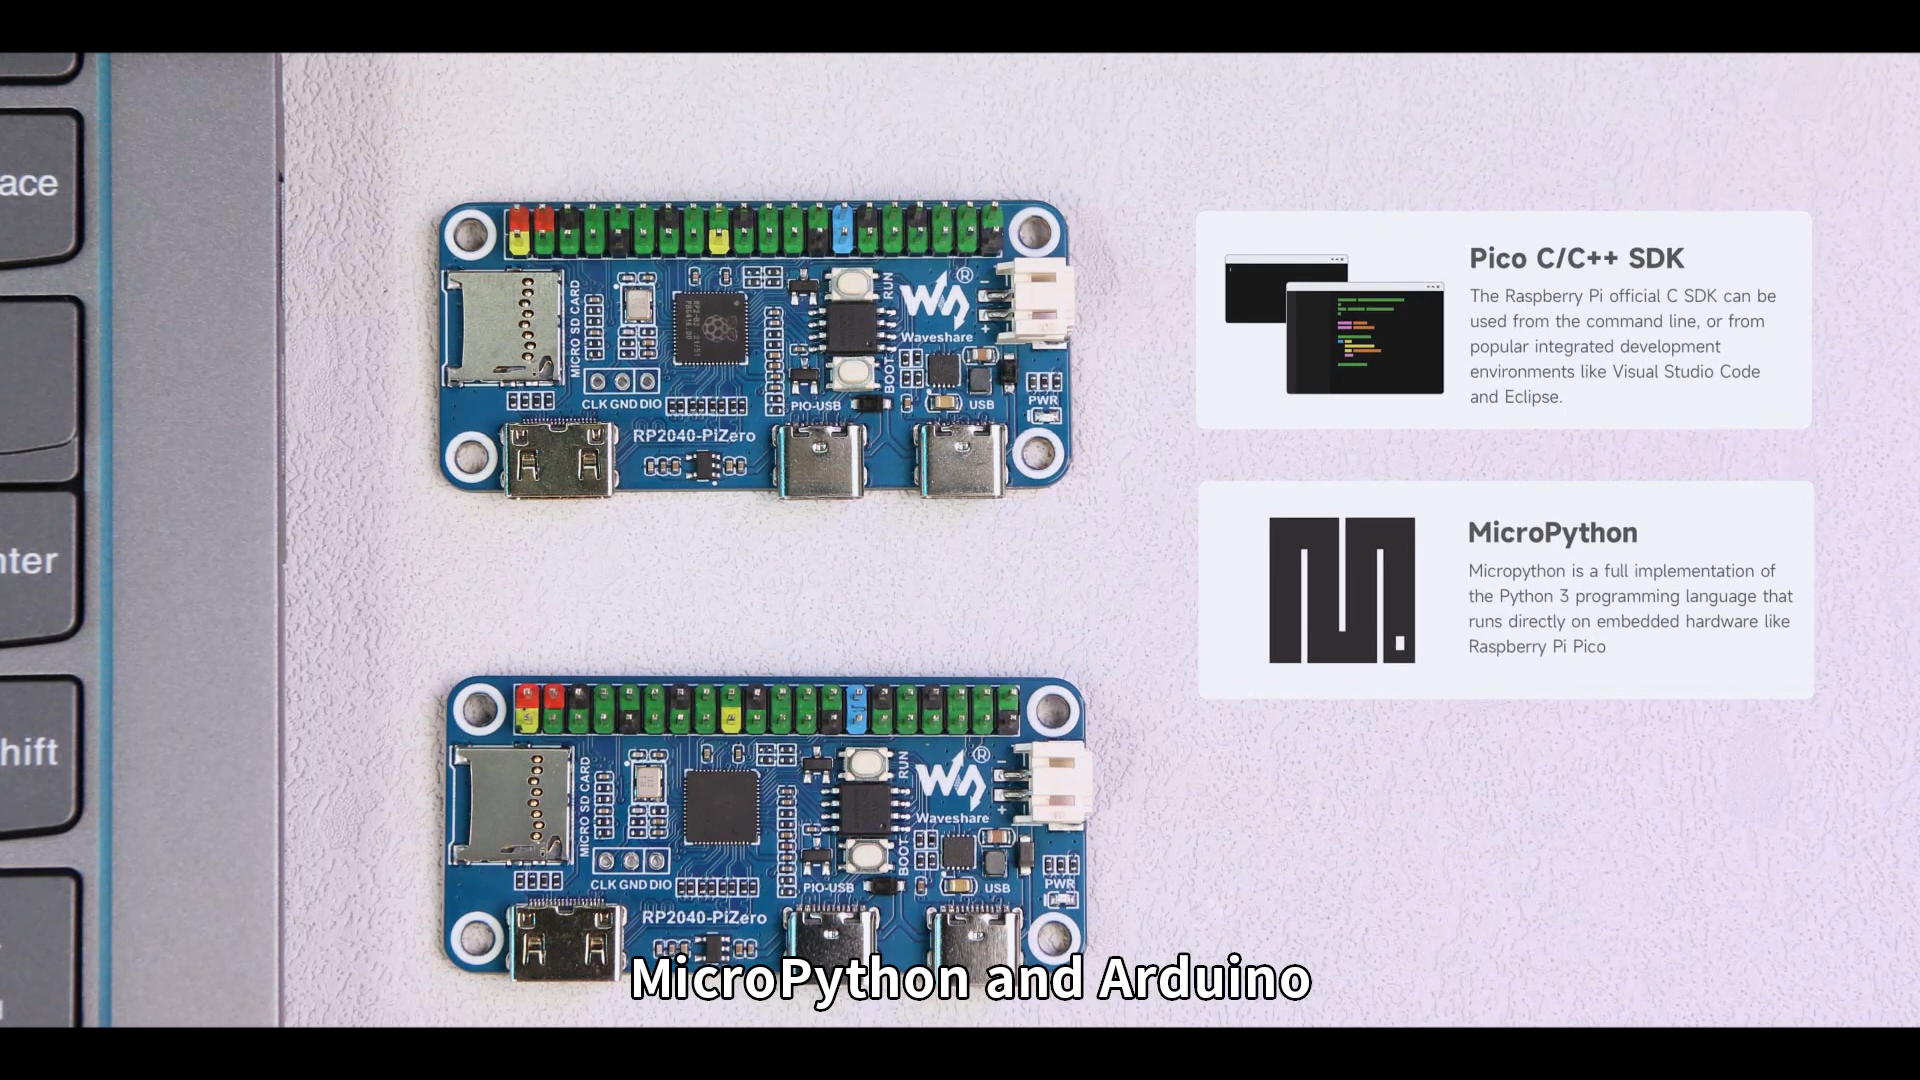 ace
nter
hift
MICRO SD CARD
RUN
®
Waveshare
BOOT
CLK GND DIO
PIO-USB
USB
PWR
RP2040-PiZero
-
+
Pico C/C++ SDK
The Raspberry Pi official C SDK can be
used from the command line, or from
popular integrated development
environments like Visual Studio Code
and Eclipse.
MicroPython
Micropython is a full implementation of
the Python 3 programming language that
runs directly on embedded hardware like
Raspberry Pi Pico
MICRO SD CARD
RUN
®
Waveshare
BOOT
CLK GND DIO
PIO-USB
USB
PWR
RP2040-PiZero
-
+
MicroPython and Arduino